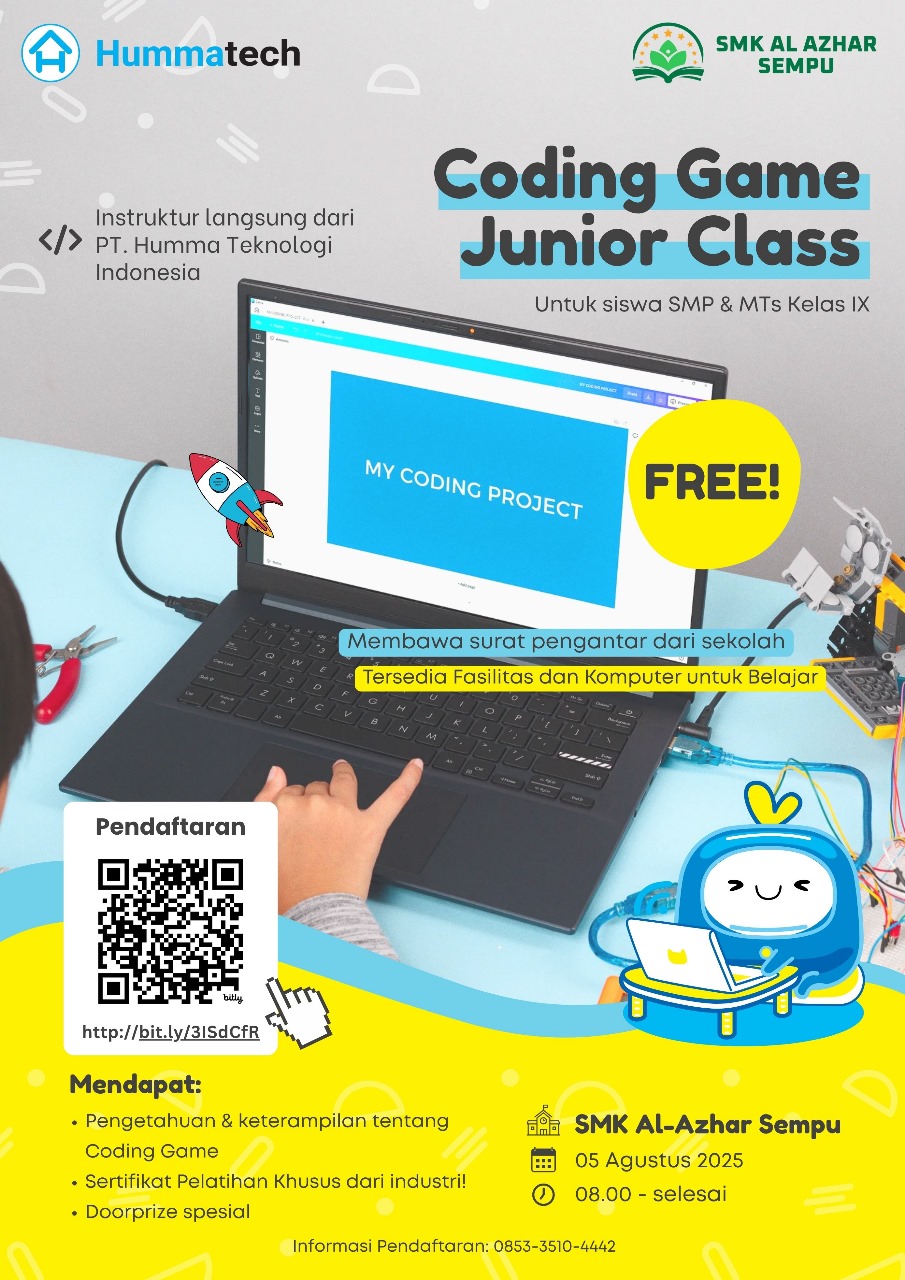 Hummatech
SMK AL AZHAR
SEMPU
Coding Game
Junior Class
Untuk siswa SMP & MTs Kelas IX
</>
Instruktur langsung dari
PT. Humma Teknologi
Indonesia
MY CODING PROJECT
FREE!
Membawa surat pengantar dari sekolah
Tersedia Fasilitas dan Komputer untuk Belajar
Pendaftaran
bitly
http://bit.ly/3ISdCfR
Mendapat:
• Pengetahuan & keterampilan tentang
Coding Game
• Sertifikat Pelatihan Khusus dari industri!
• Doorprize spesial
SMK Al-Azhar Sempu
05 Agustus 2025
08.00 - selesai
Informasi Pendaftaran: 0853-3510-4442